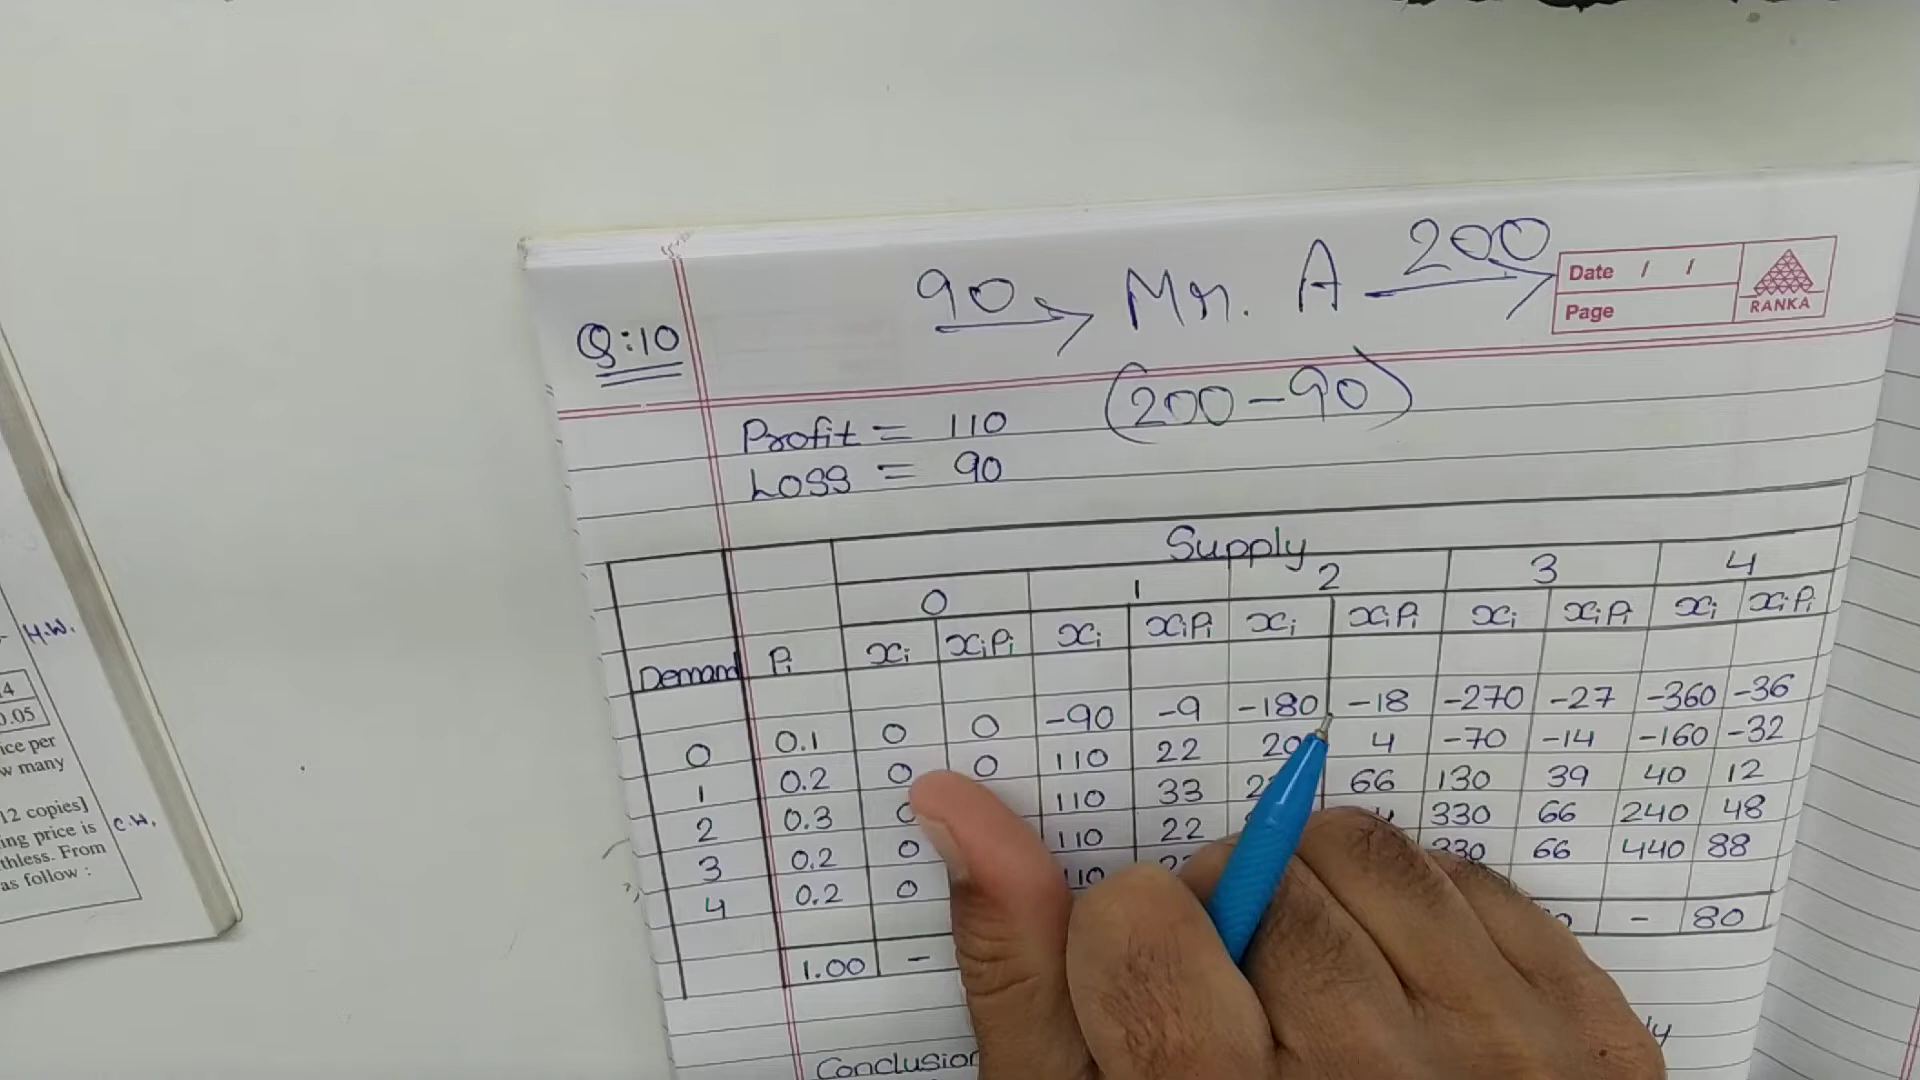 90 → Mr. A → 200
Date / /
Page
RANKA
Q:10
Profit = 110 (200-90)
Loss = 90
Supply
0 1 2 3 4
Demand Pi xi xiPi xi xiPi xi xiPi xi xiPi xi xiPi
0 0.1 0 0 -90 -9 -180 -18 -270 -27 -360 -36
1 0.2 0 0 110 22 20 4 -70 -14 -160 -32
2 0.3 0 110 33 66 130 39 40 12
3 0.2 0 110 22 330 66 240 48
4 0.2 0 110 330 66 440 88
1.00 - - 80
Conclusion
H.W.
4
0.05
ice per
w many
12 copies]
ing price is
thless. From
as follow :
C.W.